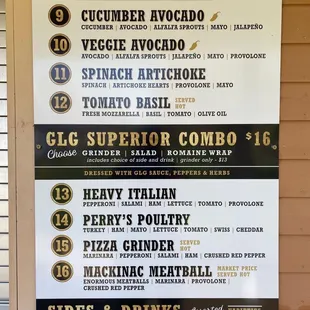 9 CUCUMBER AVOCADO
CUCUMBER | AVOCADO | ALFALFA SPROUTS | MAYO | JALAPEÑO
10 VEGGIE AVOCADO
AVOCADO | ALFALFA SPROUTS | JALAPEÑO | MAYO | PROVOLONE
11 SPINACH ARTICHOKE
SPINACH | ARTICHOKE HEARTS | PROVOLONE | MAYO
12 TOMATO BASIL SERVED HOT
FRESH MOZZARELLA | BASIL | TOMATO | OLIVE OIL
GLG SUPERIOR COMBO $16
Choose GRINDER | SALAD | ROMAINE WRAP
includes choice of side and drink | grinder only - $13
DRESSED WITH GLG SAUCE, PEPPERS & HERBS
13 HEAVY ITALIAN
PEPPERONI | SALAMI | HAM | LETTUCE | TOMATO | PROVOLONE
14 PERRY'S POULTRY
TURKEY | HAM | MAYO | LETTUCE | TOMATO | SWISS | CHEDDAR
15 PIZZA GRINDER SERVED HOT
MARINARA | PEPPERONI | SALAMI | HAM | CRUSHED RED PEPPER
16 MACKINAC MEATBALL MARKET PRICE SERVED HOT
ENORMOUS MEATBALLS | MARINARA | PROVOLONE |
CRUSHED RED PEPPER
SIDES & DRINKS